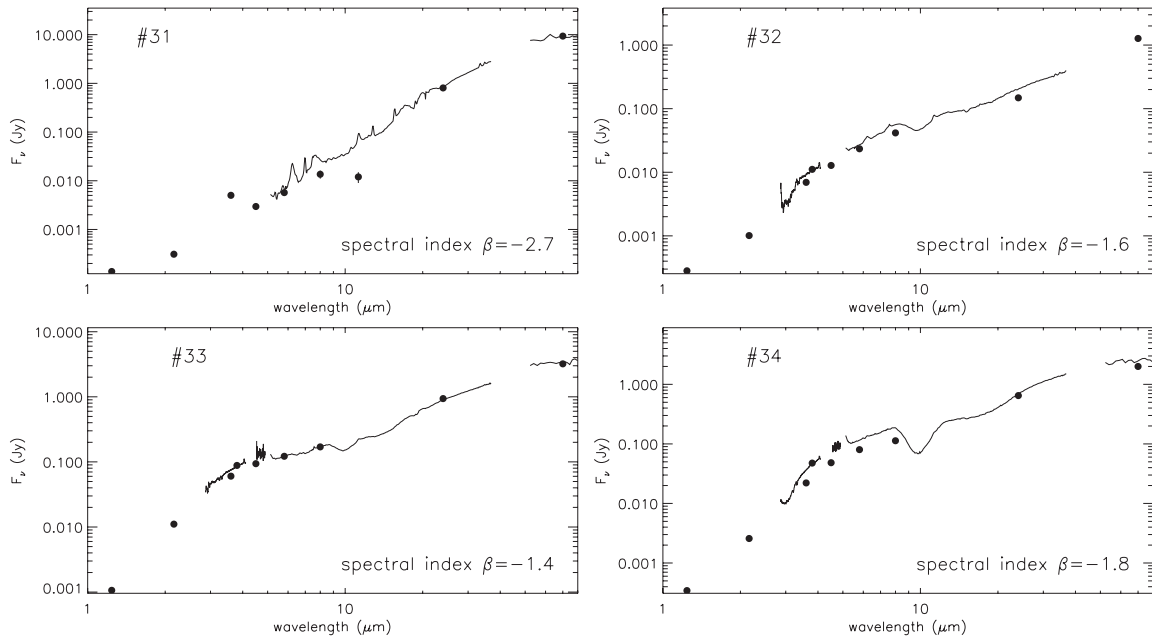 #31
10.000
1.000
0.100
0.010
0.001
F_ν (Jy)
spectral index β=−2.7
1
10
wavelength (μm)
#32
1.000
0.100
0.010
0.001
F_ν (Jy)
spectral index β=−1.6
1
10
wavelength (μm)
#33
10.000
1.000
0.100
0.010
0.001
F_ν (Jy)
spectral index β=−1.4
1
10
wavelength (μm)
#34
1.000
0.100
0.010
0.001
F_ν (Jy)
spectral index β=−1.8
1
10
wavelength (μm)